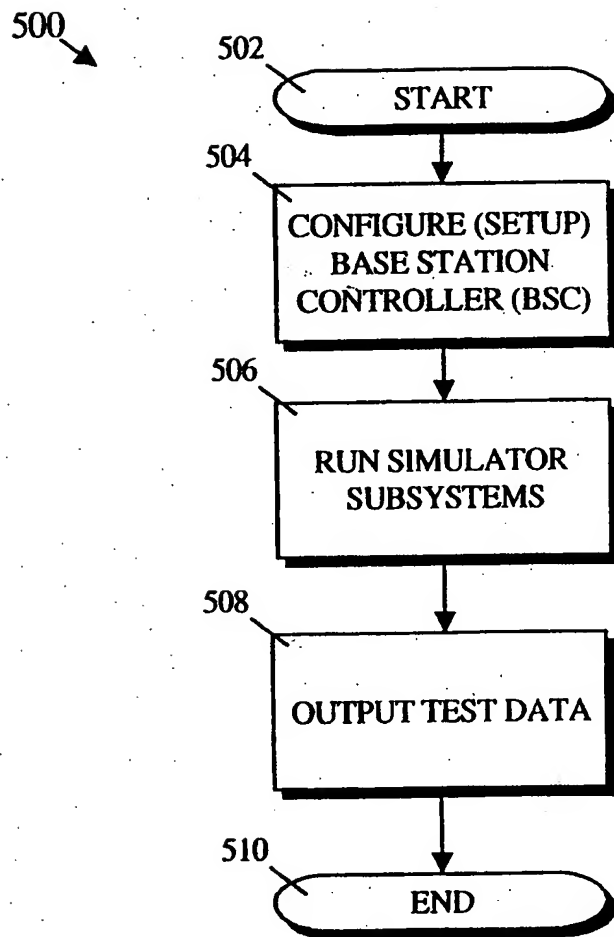 500
502
START
504
CONFIGURE (SETUP)
BASE STATION
CONTROLLER (BSC)
506
RUN SIMULATOR
SUBSYSTEMS
508
OUTPUT TEST DATA
510
END